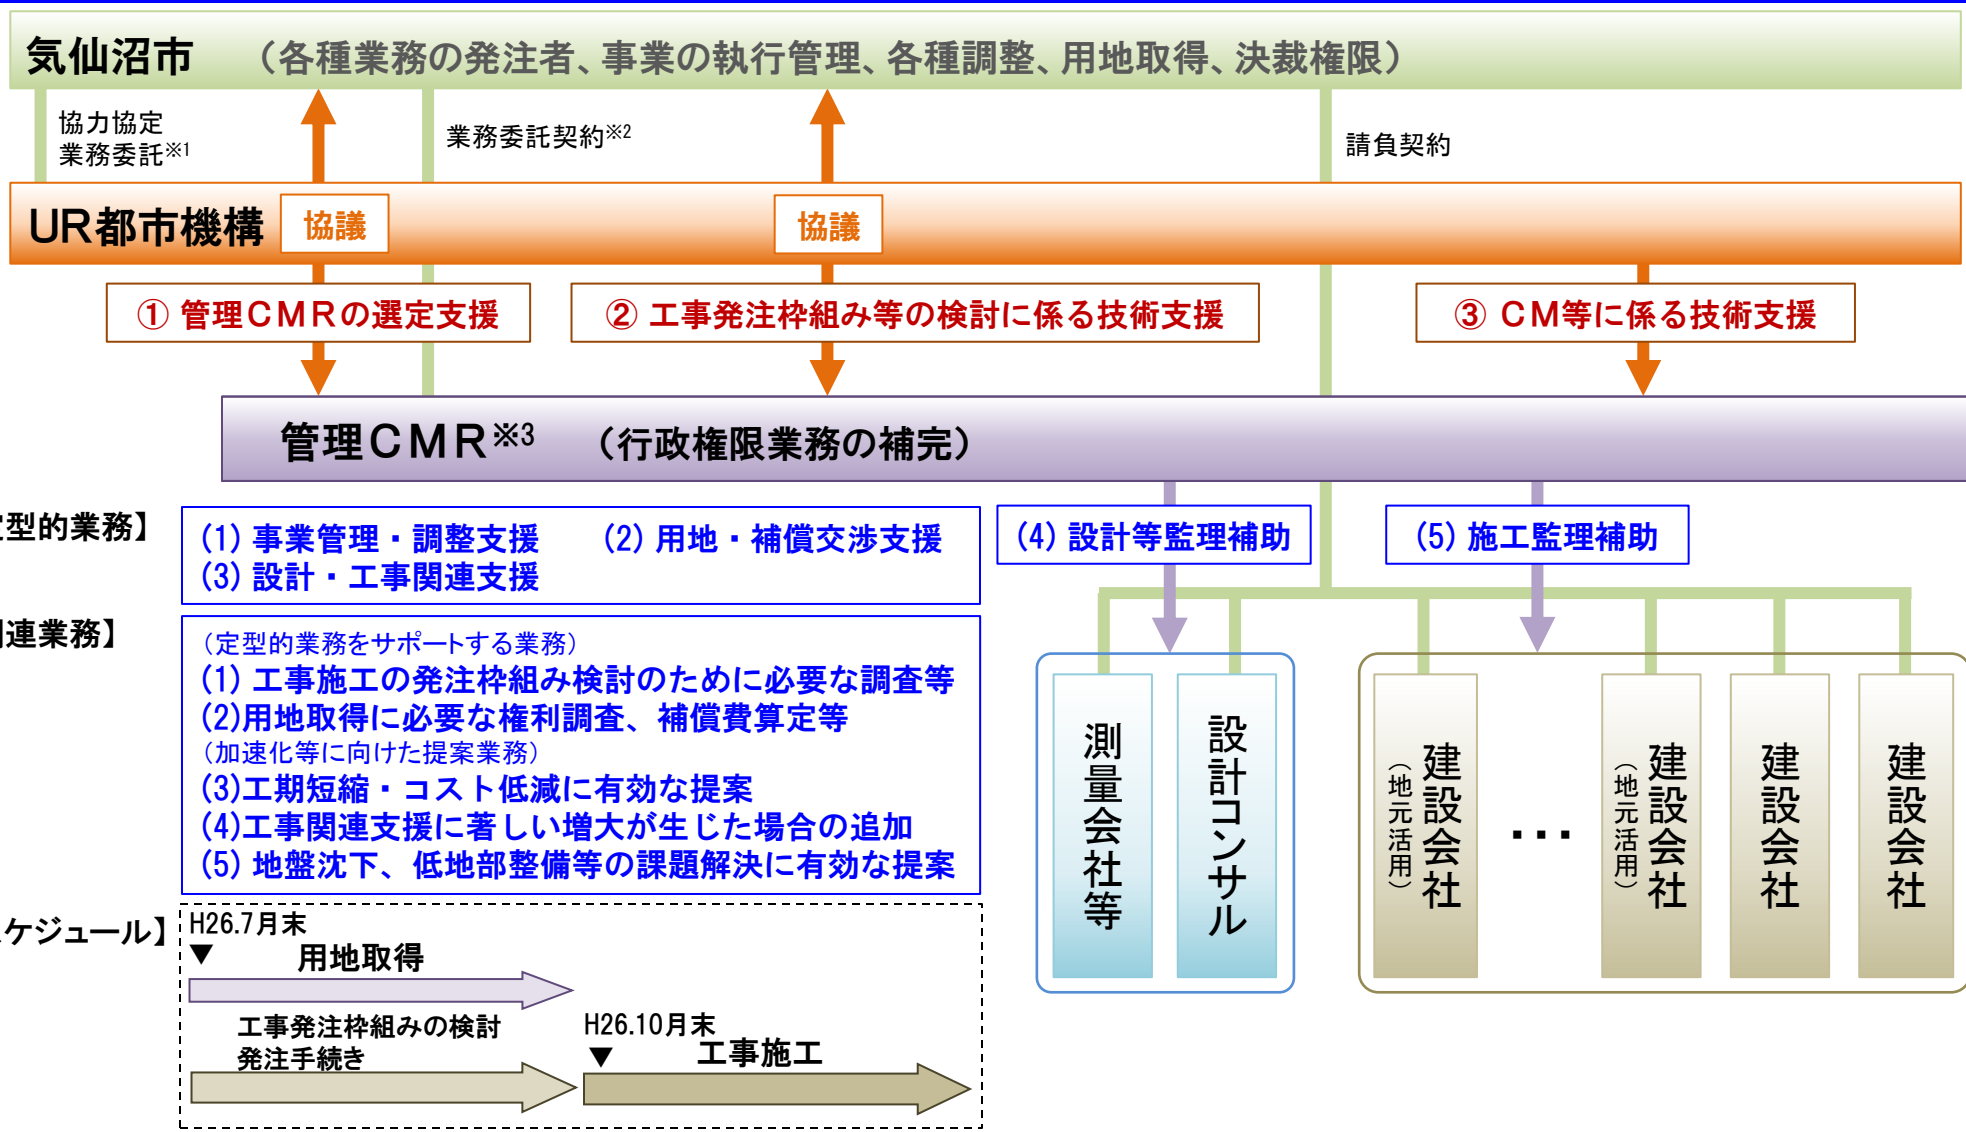 気仙沼市 （各種業務の発注者、事業の執行管理、各種調整、用地取得、決裁権限）
協力協定
業務委託※1
業務委託契約※2
請負契約
UR都市機構
協議
協議
① 管理CMRの選定支援
② 工事発注枠組み等の検討に係る技術支援
③ CM等に係る技術支援
管理CMR※3 （行政権限業務の補完）
型的業務】
(1) 事業管理・調整支援 (2) 用地・補償交渉支援
(3) 設計・工事関連支援
(4) 設計等監理補助
(5) 施工監理補助
連業務】
（定型的業務をサポートする業務）
(1) 工事施工の発注枠組み検討のために必要な調査等
(2)用地取得に必要な権利調査、補償費算定等
（加速化等に向けた提案業務）
(3)工期短縮・コスト低減に有効な提案
(4)工事関連支援に著しい増大が生じた場合の追加
(5) 地盤沈下、低地部整備等の課題解決に有効な提案
測量会社等
設計コンサル
建設会社
（地元活用）
・・・
建設会社
（地元活用）
建設会社
建設会社
ケジュール】
H26.7月末
▼
用地取得
工事発注枠組みの検討
発注手続き
H26.10月末
▼
工事施工